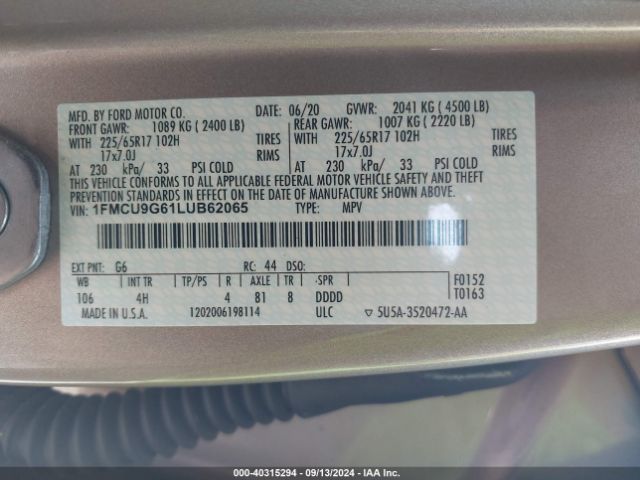 MFD. BY FORD MOTOR CO. DATE: 06/20 GVWR: 2041 KG ( 4500 LB)
FRONT GAWR: 1089 KG ( 2400 LB) REAR GAWR: 1007 KG ( 2220 LB)
WITH 225/65R17 102H TIRES WITH 225/65R17 102H TIRES
17x7.0J RIMS 17x7.0J RIMS
AT 230 kPa/ 33 PSI COLD AT 230 kPa/ 33 PSI COLD
THIS VEHICLE CONFORMS TO ALL APPLICABLE FEDERAL MOTOR VEHICLE SAFETY AND THEFT
PREVENTION STANDARDS IN EFFECT ON THE DATE OF MANUFACTURE SHOWN ABOVE.
VIN: 1FMCU9G61LUB62065 TYPE: MPV
EXT PNT: G6 RC: 44 DSO: F0152
WB INT TR TP/PS R AXLE TR SPR T0163
106 4H 4 81 8 DDDD
MADE IN U.S.A. 1202006198114 ULC ▽ 5U5A-3520472-AA
000-40315294 - 09/13/2024 - IAA Inc.